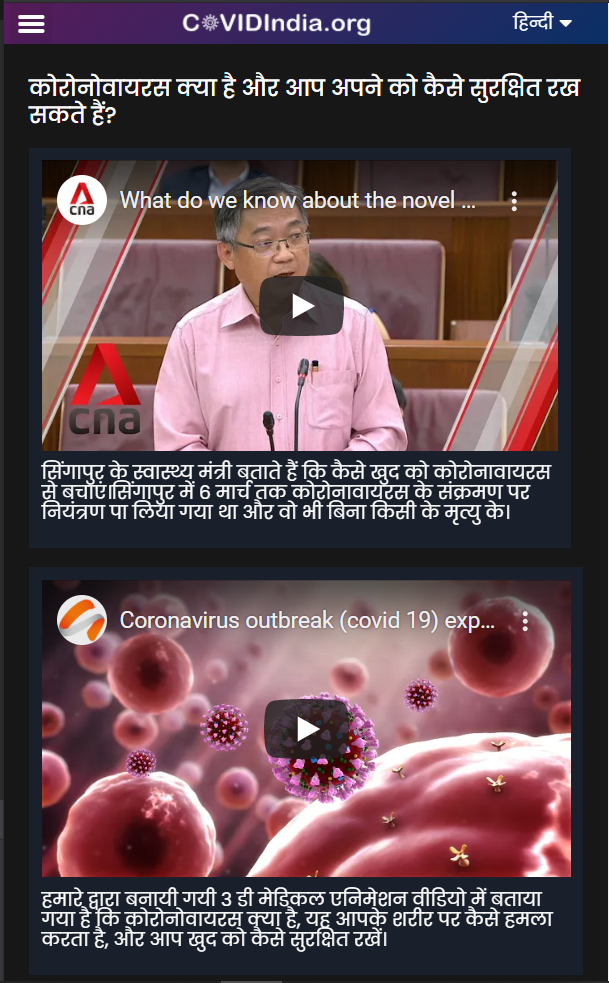 COVIDIndia.org
हिन्दी
कोरोनोवायरस क्या है और आप अपने को कैसे सुरक्षित रख
सकते हैं?
cna
What do we know about the novel ...
cna
सिंगापुर के स्वास्थ्य मंत्री बताते हैं कि कैसे खुद को कोरोनावायरस
से बचाएं।सिंगापुर में 6 मार्च तक कोरोनावायरस के संक्रमण पर
नियंत्रण पा लिया गया था और वो भी बिना किसी के मृत्यु के।
Coronavirus outbreak (covid 19) exp...
हमारे द्वारा बनायी गयी 3 डी मेडिकल एनिमेशन वीडियो में बताया
गया है कि कोरोनोवायरस क्या है, यह आपके शरीर पर कैसे हमला
करता है, और आप खुद को कैसे सुरक्षित रखें।